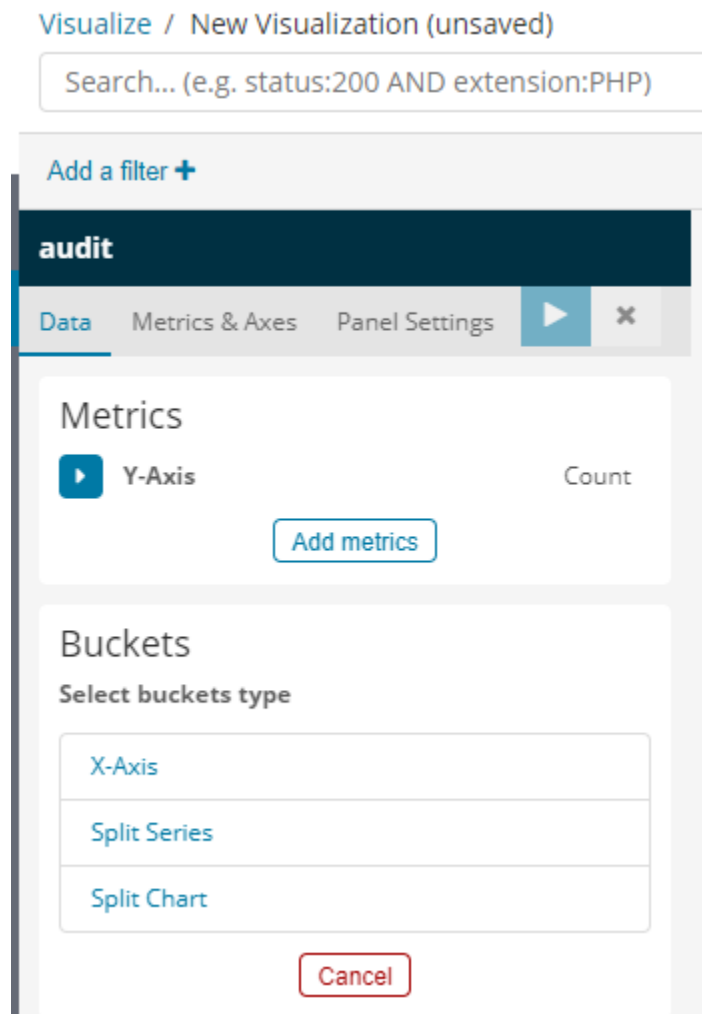 Visualize / New Visualization (unsaved)
Search... (e.g. status:200 AND extension:PHP)
Add a filter +
audit
Data Metrics & Axes Panel Settings
Metrics
Y-Axis Count
Add metrics
Buckets
Select buckets type
X-Axis
Split Series
Split Chart
Cancel